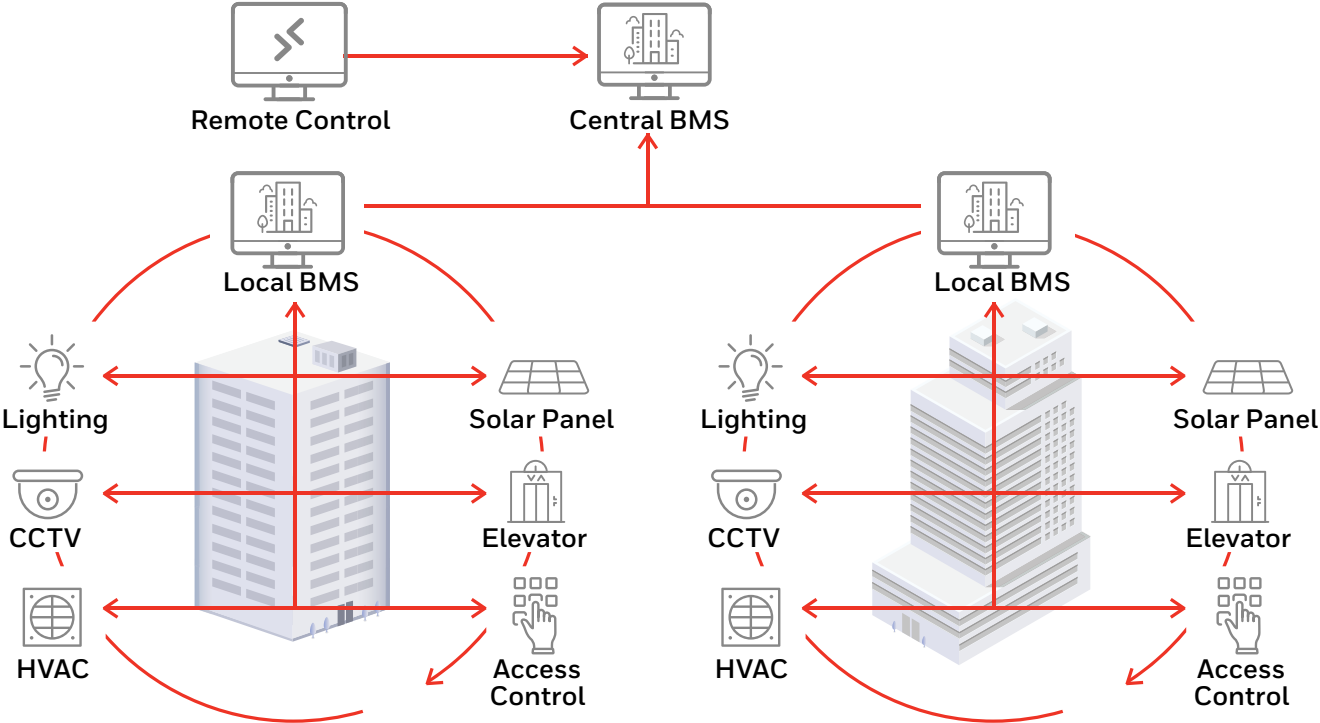 Remote Control
Central BMS
Local BMS
Local BMS
Lighting
Solar Panel
Lighting
Solar Panel
CCTV
Elevator
CCTV
Elevator
HVAC
Access
Control
HVAC
Access
Control